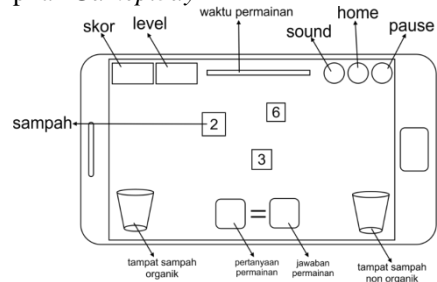 waktu permainan
skor
level
sound
home
pause
sampah
2
6
3
=
tampat sampah
organik
pertanyaan
permainan
jawaban
permainan
tampat sampah
non organik